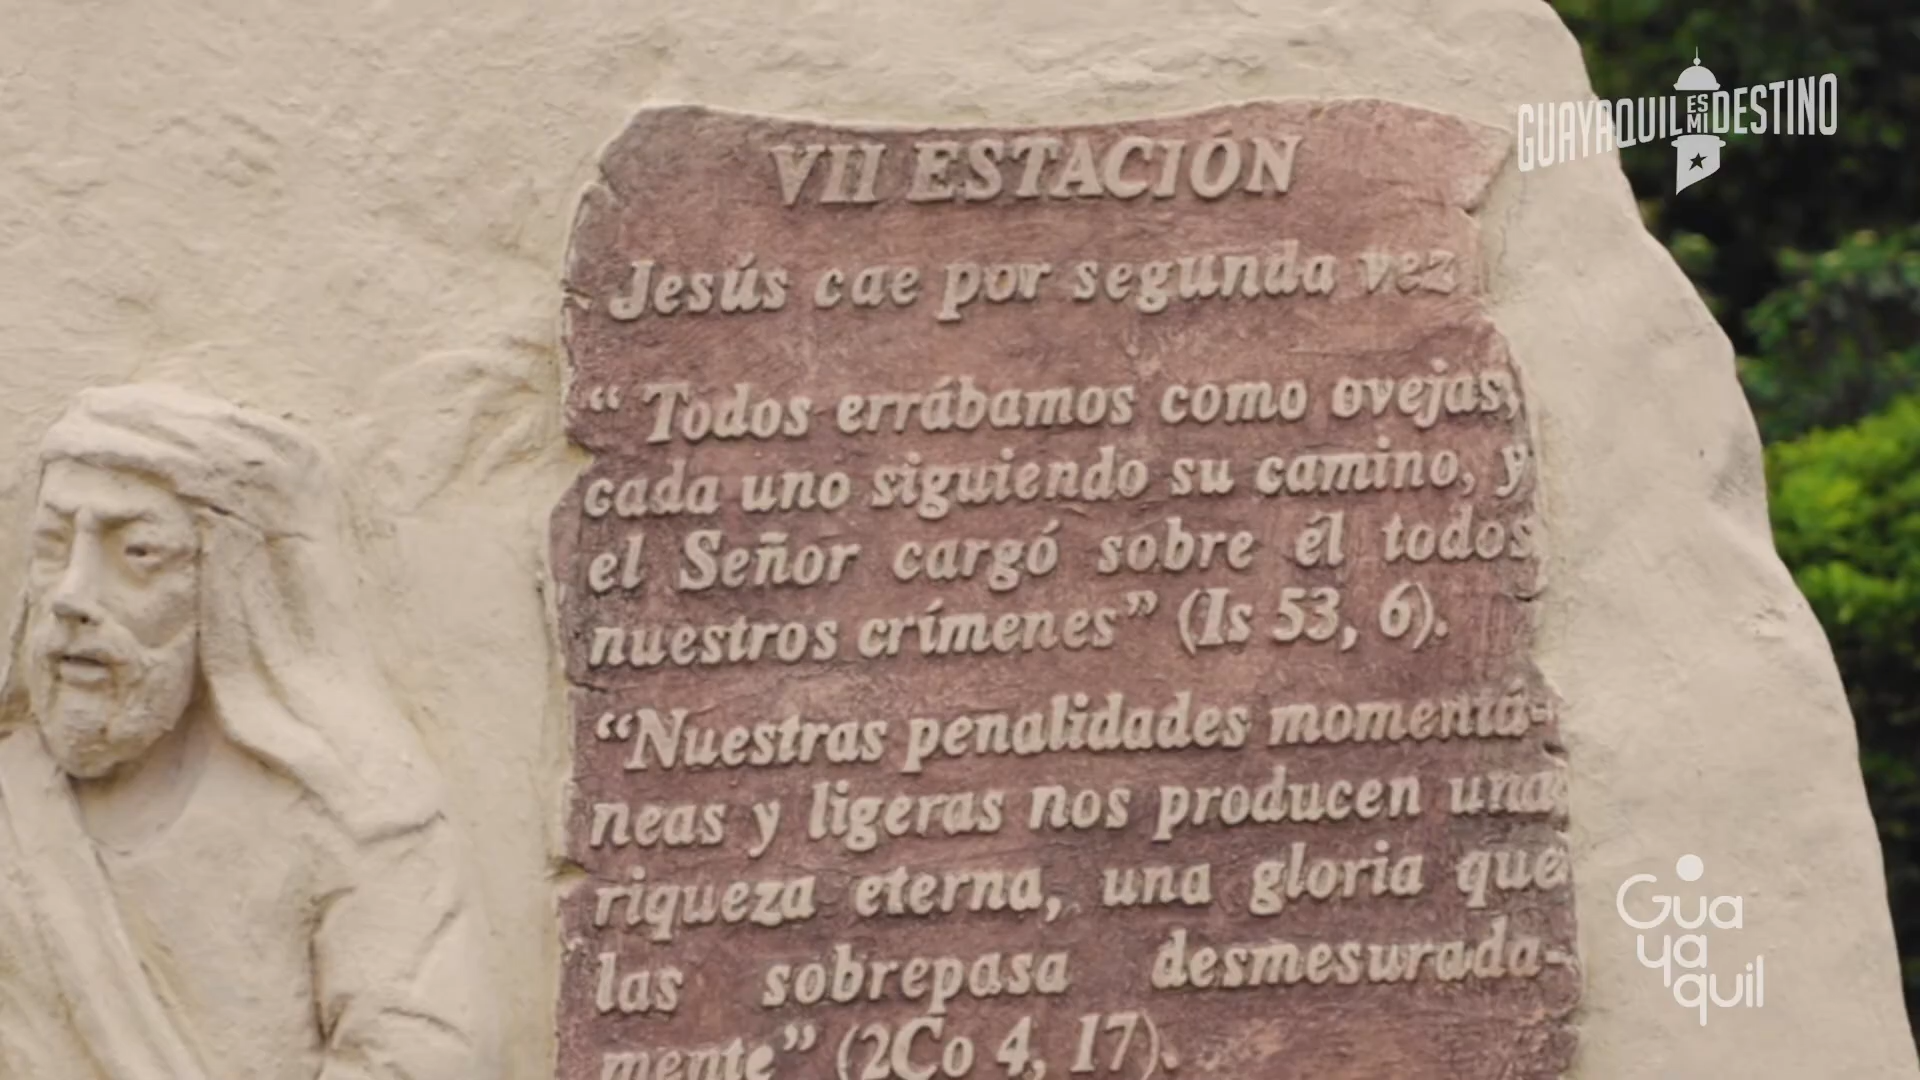 GUAYAQUIL ES MI DESTINO
VII ESTACIÓN
Jesús cae por segunda vez
“ Todos errábamos como ovejas,
cada uno siguiendo su camino, y
el Señor cargó sobre él todos
nuestros crímenes” (Is 53, 6).
“Nuestras penalidades momentá-
neas y ligeras nos producen una
riqueza eterna, una gloria que
las sobrepasa desmesurada-
mente” (2Co 4, 17).
Gua
ya
quil